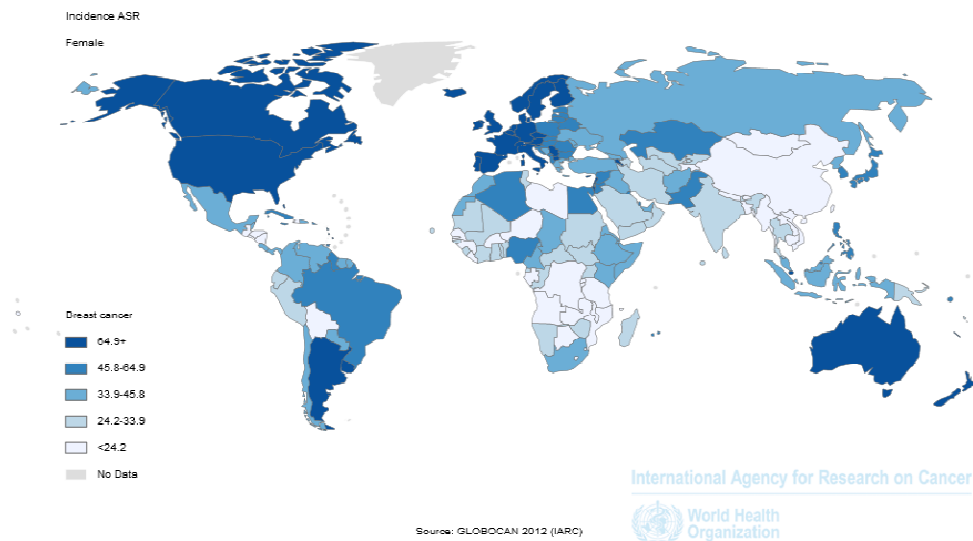 Incidence ASR
Female
Breast cancer
64.9+
45.8-64.9
33.9-45.8
24.2-33.9
<24.2
No Data
International Agency for Research on Cancer
World Health
Organization
Source: GLOBOCAN 2012 (IARC)